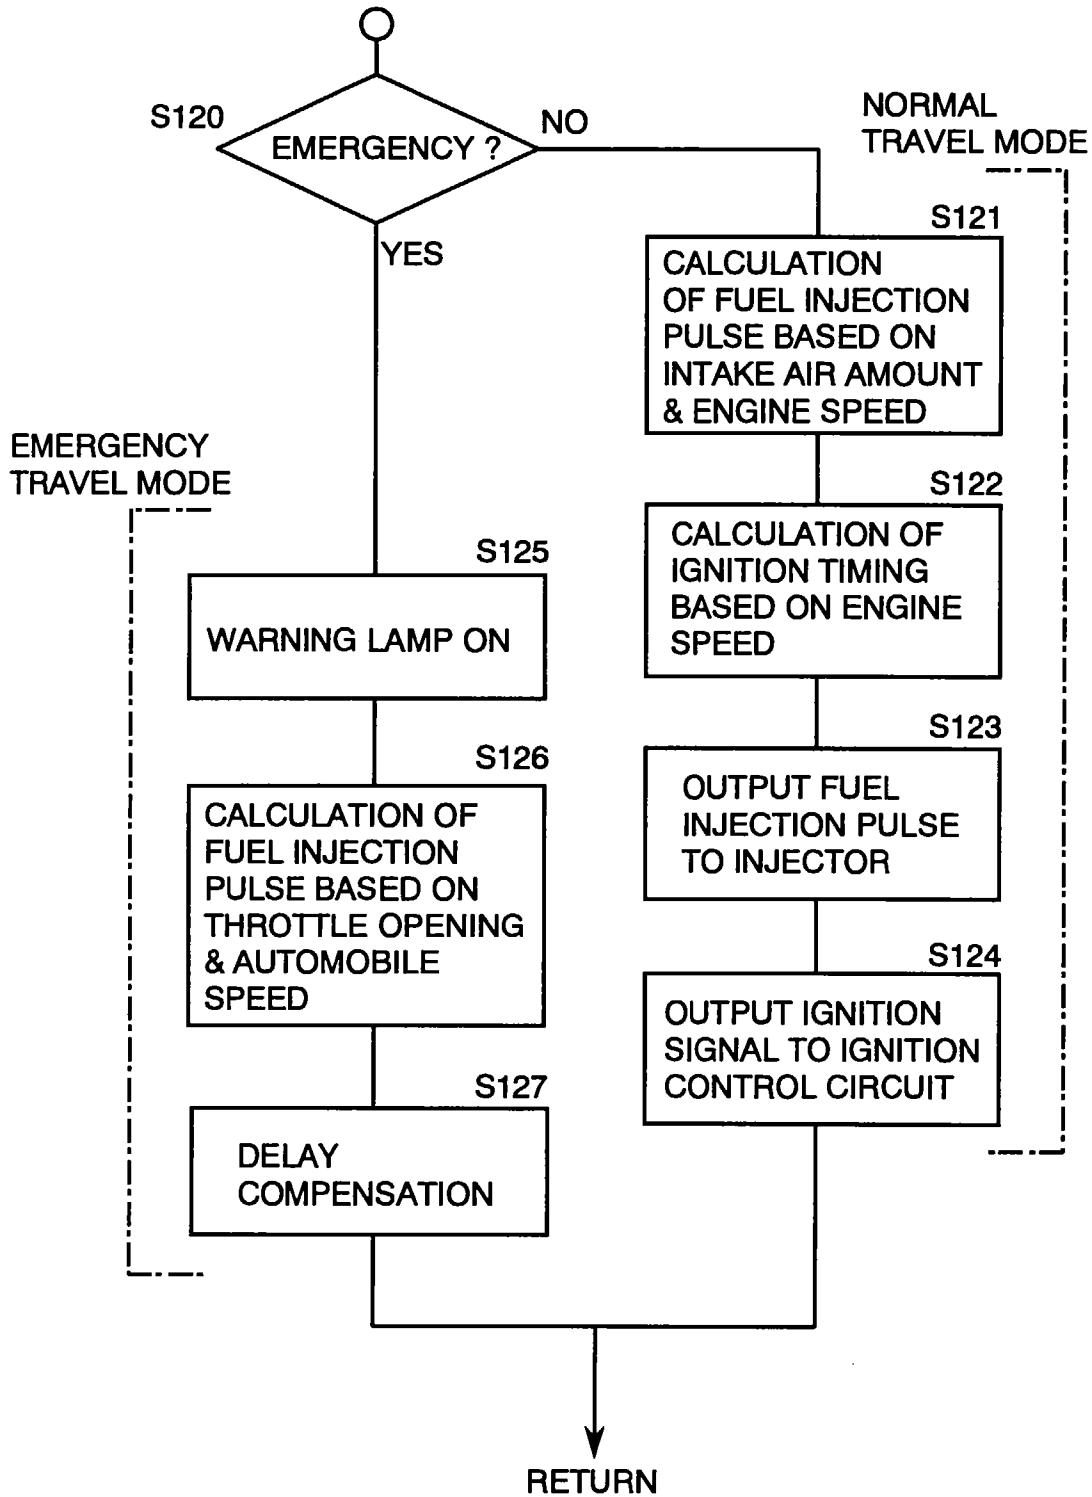 S120
EMERGENCY ?
NO
YES
NORMAL
TRAVEL MODE
S121
CALCULATION
OF FUEL INJECTION
PULSE BASED ON
INTAKE AIR AMOUNT
& ENGINE SPEED
S122
CALCULATION OF
IGNITION TIMING
BASED ON ENGINE
SPEED
S123
OUTPUT FUEL
INJECTION PULSE
TO INJECTOR
S124
OUTPUT IGNITION
SIGNAL TO IGNITION
CONTROL CIRCUIT
EMERGENCY
TRAVEL MODE
S125
WARNING LAMP ON
S126
CALCULATION OF
FUEL INJECTION
PULSE BASED ON
THROTTLE OPENING
& AUTOMOBILE
SPEED
S127
DELAY
COMPENSATION
RETURN